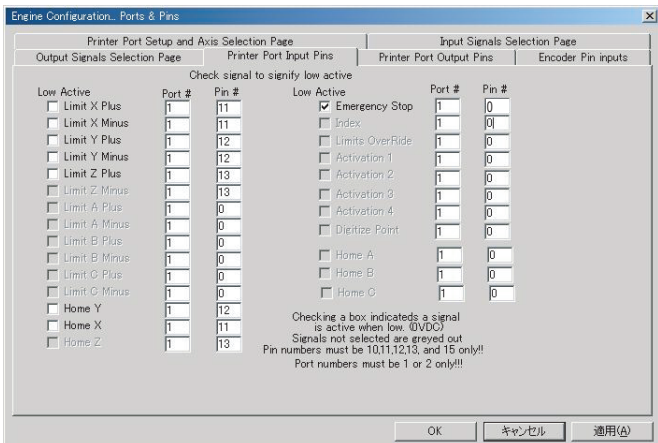 Engine Configuration... Ports & Pins
Printer Port Setup and Axis Selection Page
Input Signals Selection Page
Output Signals Selection Page
Printer Port Input Pins
Printer Port Output Pins
Encoder Pin inputs
Check signal to signify low active
Low Active Port # Pin #
Limit X Plus 1 11
Limit X Minus 1 11
Limit Y Plus 1 12
Limit Y Minus 1 12
Limit Z Plus 1 13
Limit Z Minus 1 13
Limit A Plus 1 0
Limit A Minus 1 0
Limit B Plus 1 0
Limit B Minus 1 0
Limit C Plus 1 0
Limit C Minus 1 0
Home Y 1 12
Home X 1 11
Home Z 1 13
Low Active Port # Pin #
Emergency Stop 1 0
Index 1 0
Limits OverRide 1 0
Activation 1 1 0
Activation 2 1 0
Activation 3 1 0
Activation 4 1 0
Digitize Point 1 0
Home A 1 0
Home B 1 0
Home C 1 0
Checking a box indicateds a signal
is active when low. (0VDC)
Signals not selected are greyed out
Pin numbers must be 10,11,12,13, and 15 only!!
Port numbers must be 1 or 2 only!!!
OK
キャンセル
適用(A)